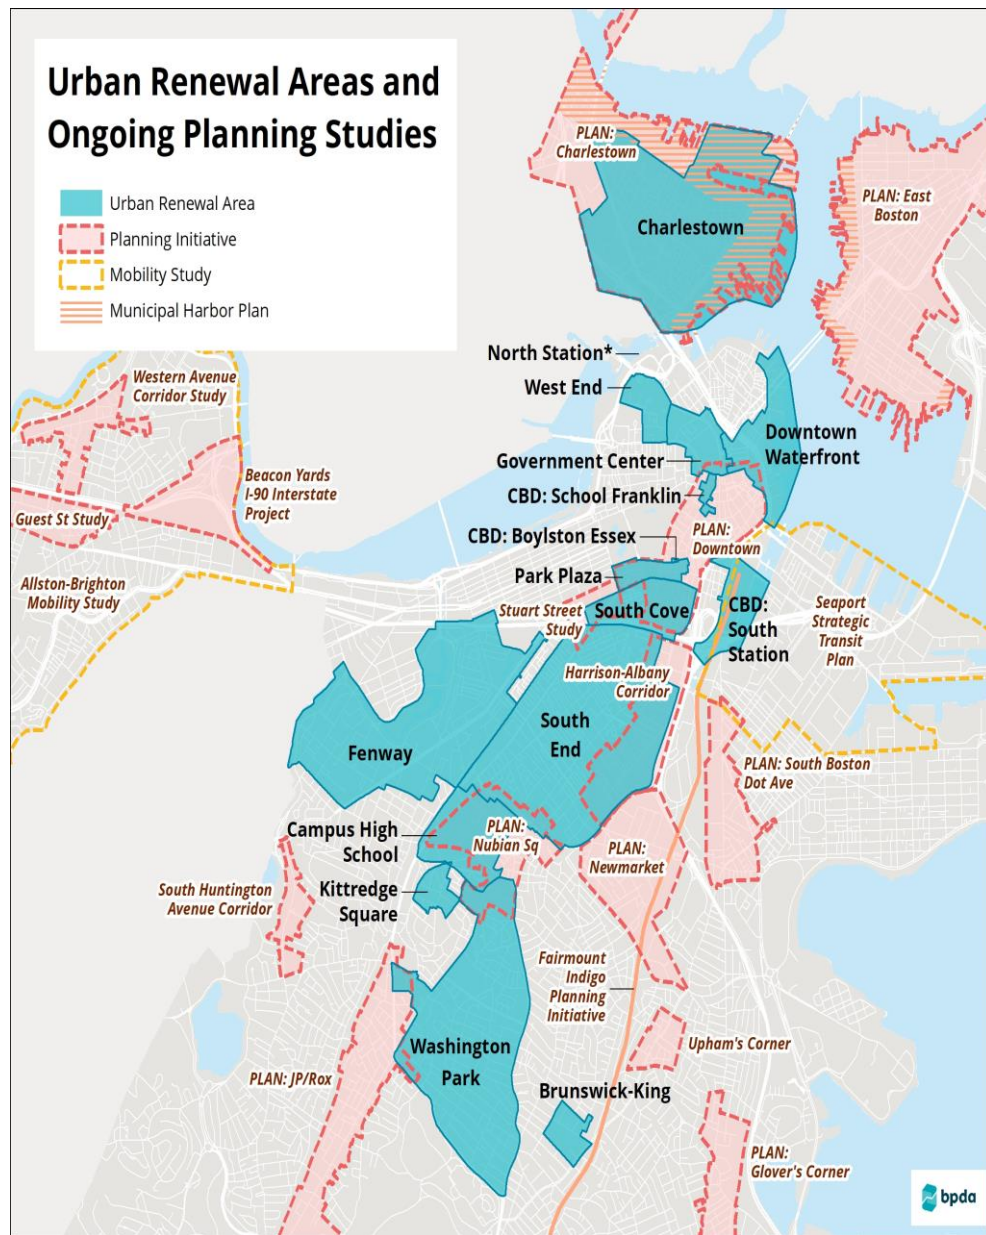 Urban Renewal Areas and
Ongoing Planning Studies
Urban Renewal Area
Planning Initiative
Mobility Study
Municipal Harbor Plan
PLAN:
Charlestown
PLAN: East
Boston
Charlestown
North Station*
West End
Western Avenue
Corridor Study
Downtown
Waterfront
Government Center
Beacon Yards
I-90 Interstate
Project
CBD: School Franklin
Guest St Study
CBD: Boylston Essex
PLAN:
Downtown
Park Plaza
Allston-Brighton
Mobility Study
Stuart Street
Study
South Cove
CBD:
South
Station
Seaport
Strategic
Transit
Plan
Harrison-Albany
Corridor
South
End
Fenway
PLAN: South Boston
Dot Ave
Campus High
School
PLAN:
Nubian Sq
PLAN:
Newmarket
South Huntington
Avenue Corridor
Kittredge
Square
Fairmount
Indigo
Planning
Initiative
Upham's Corner
Washington
Park
PLAN: JP/Rox
Brunswick-King
PLAN:
Glover's Corner
bpda